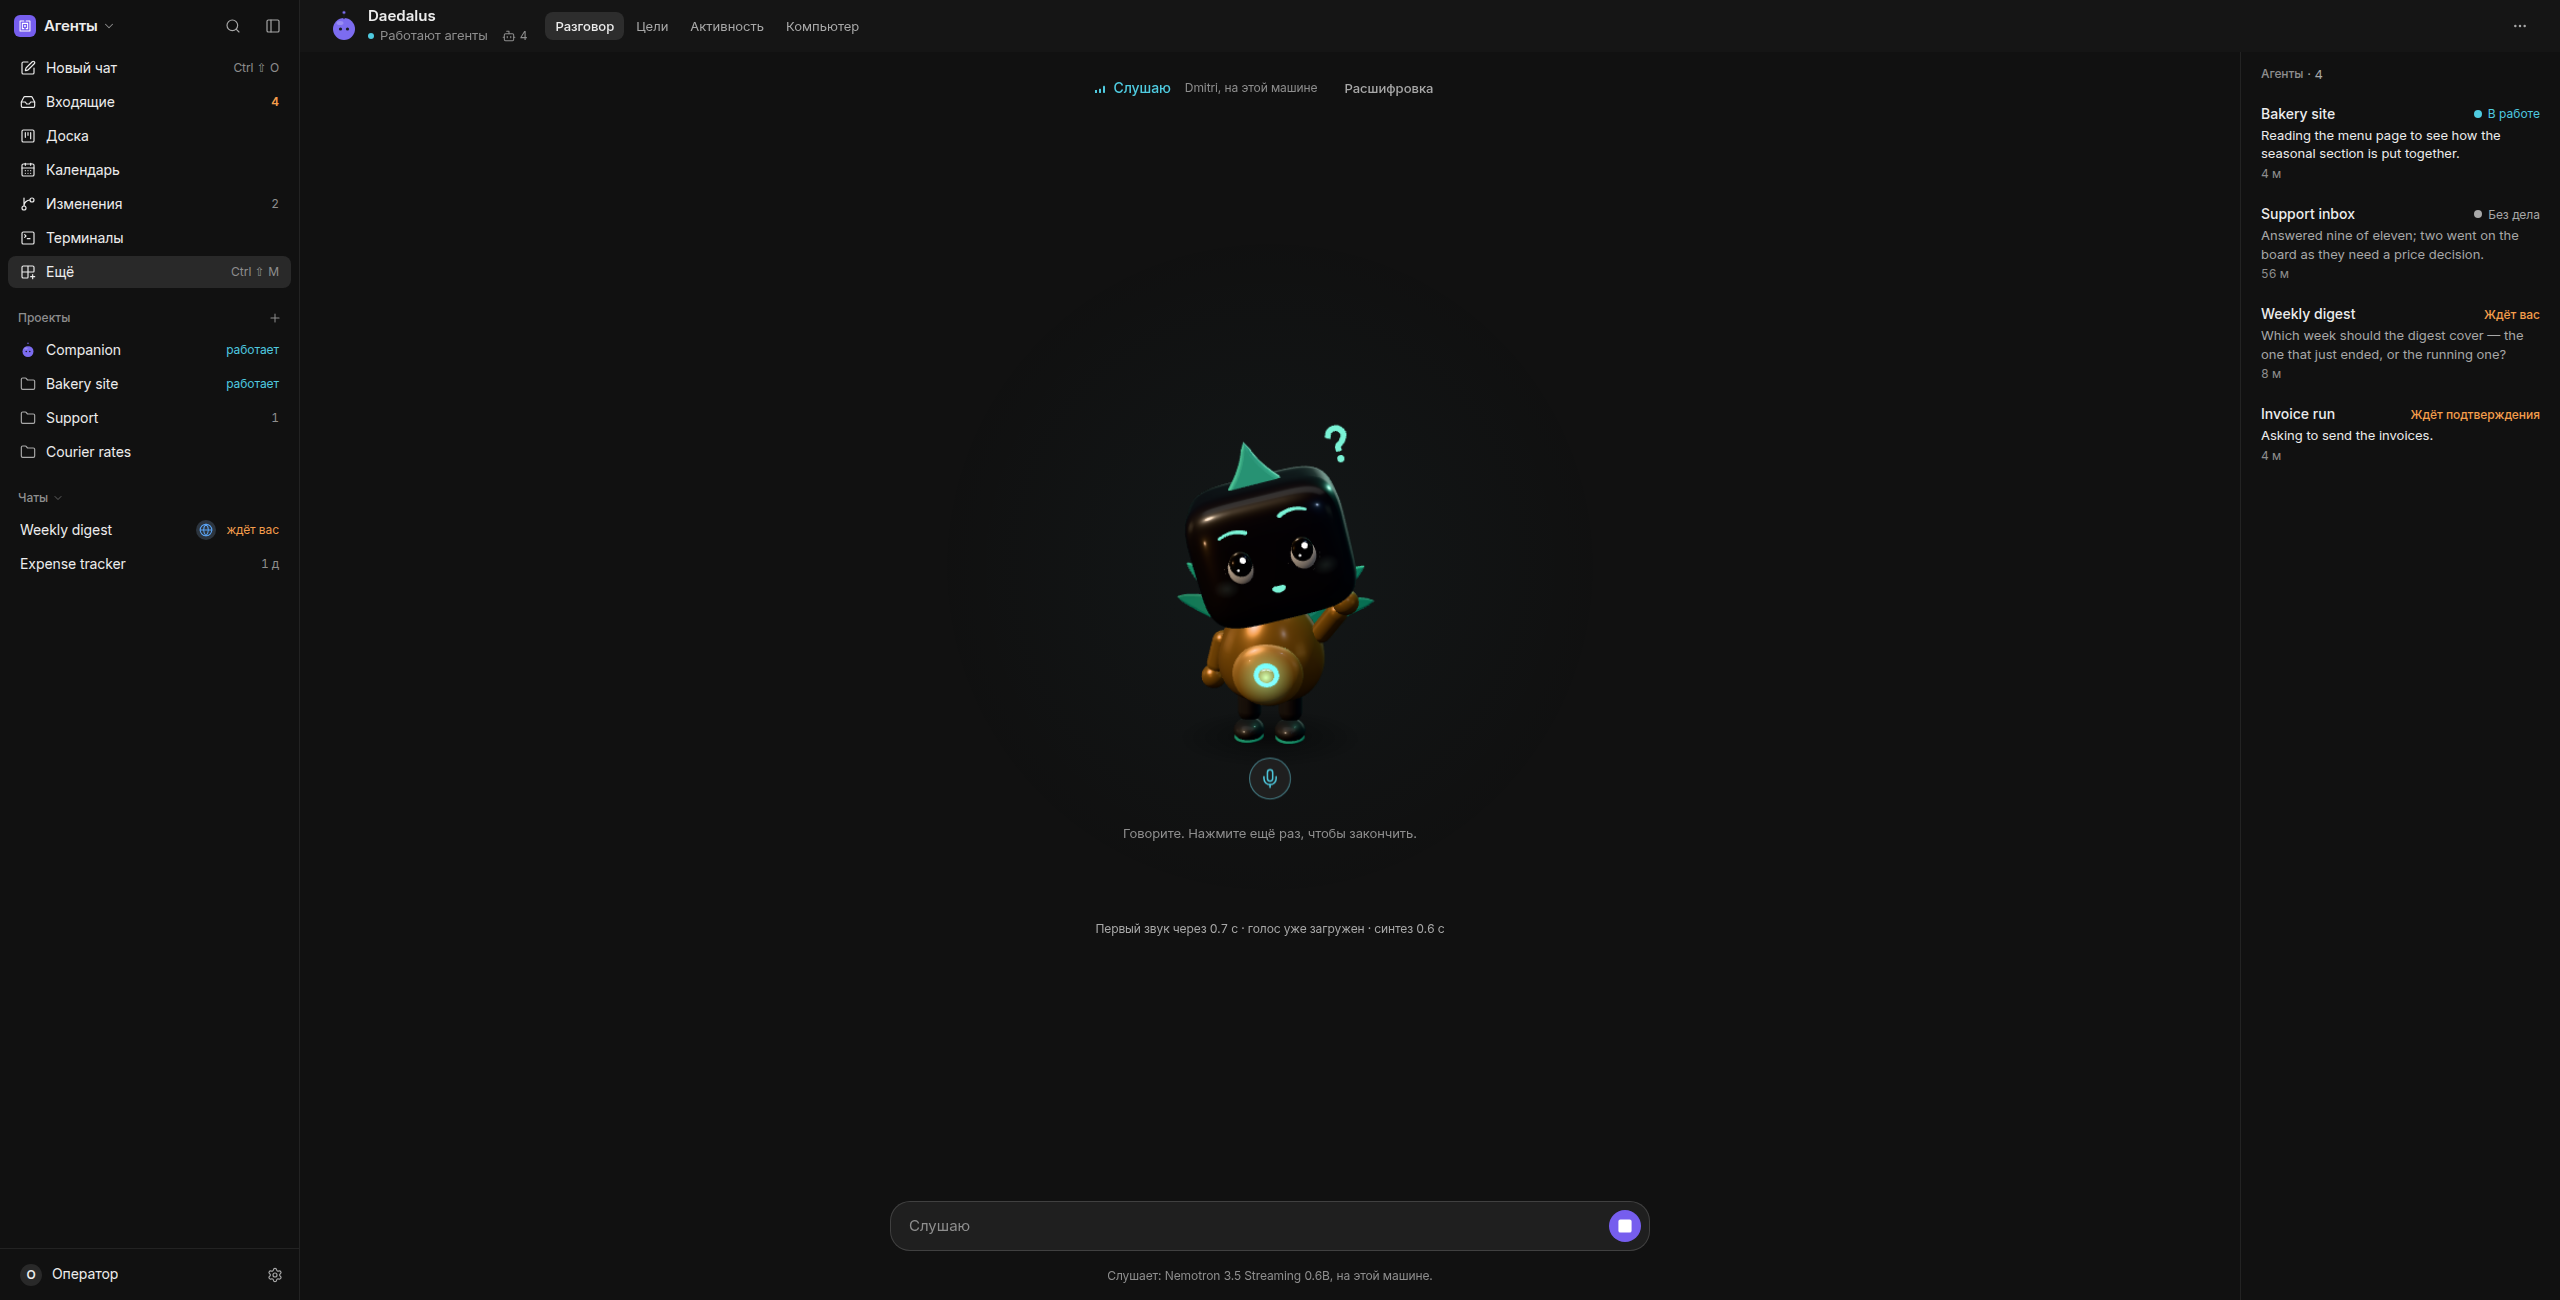 Агенты
Новый чат Ctrl ⇧ O
Входящие 4
Доска
Календарь
Изменения 2
Терминалы
Ещё Ctrl ⇧ M
Проекты
Companion работает
Bakery site работает
Support 1
Courier rates
Чаты
Weekly digest ждёт вас
Expense tracker 1 д
O Оператор
Daedalus
Работают агенты 4
Разговор Цели Активность Компьютер
Слушаю Dmitri, на этой машине Расшифровка
?
Говорите. Нажмите ещё раз, чтобы закончить.
Первый звук через 0.7 с · голос уже загружен · синтез 0.6 с
Слушаю
Слушает: Nemotron 3.5 Streaming 0.6B, на этой машине.
Агенты · 4
Bakery site В работе
Reading the menu page to see how the
seasonal section is put together.
4 м
Support inbox Без дела
Answered nine of eleven; two went on the
board as they need a price decision.
56 м
Weekly digest Ждёт вас
Which week should the digest cover — the
one that just ended, or the running one?
8 м
Invoice run Ждёт подтверждения
Asking to send the invoices.
4 м